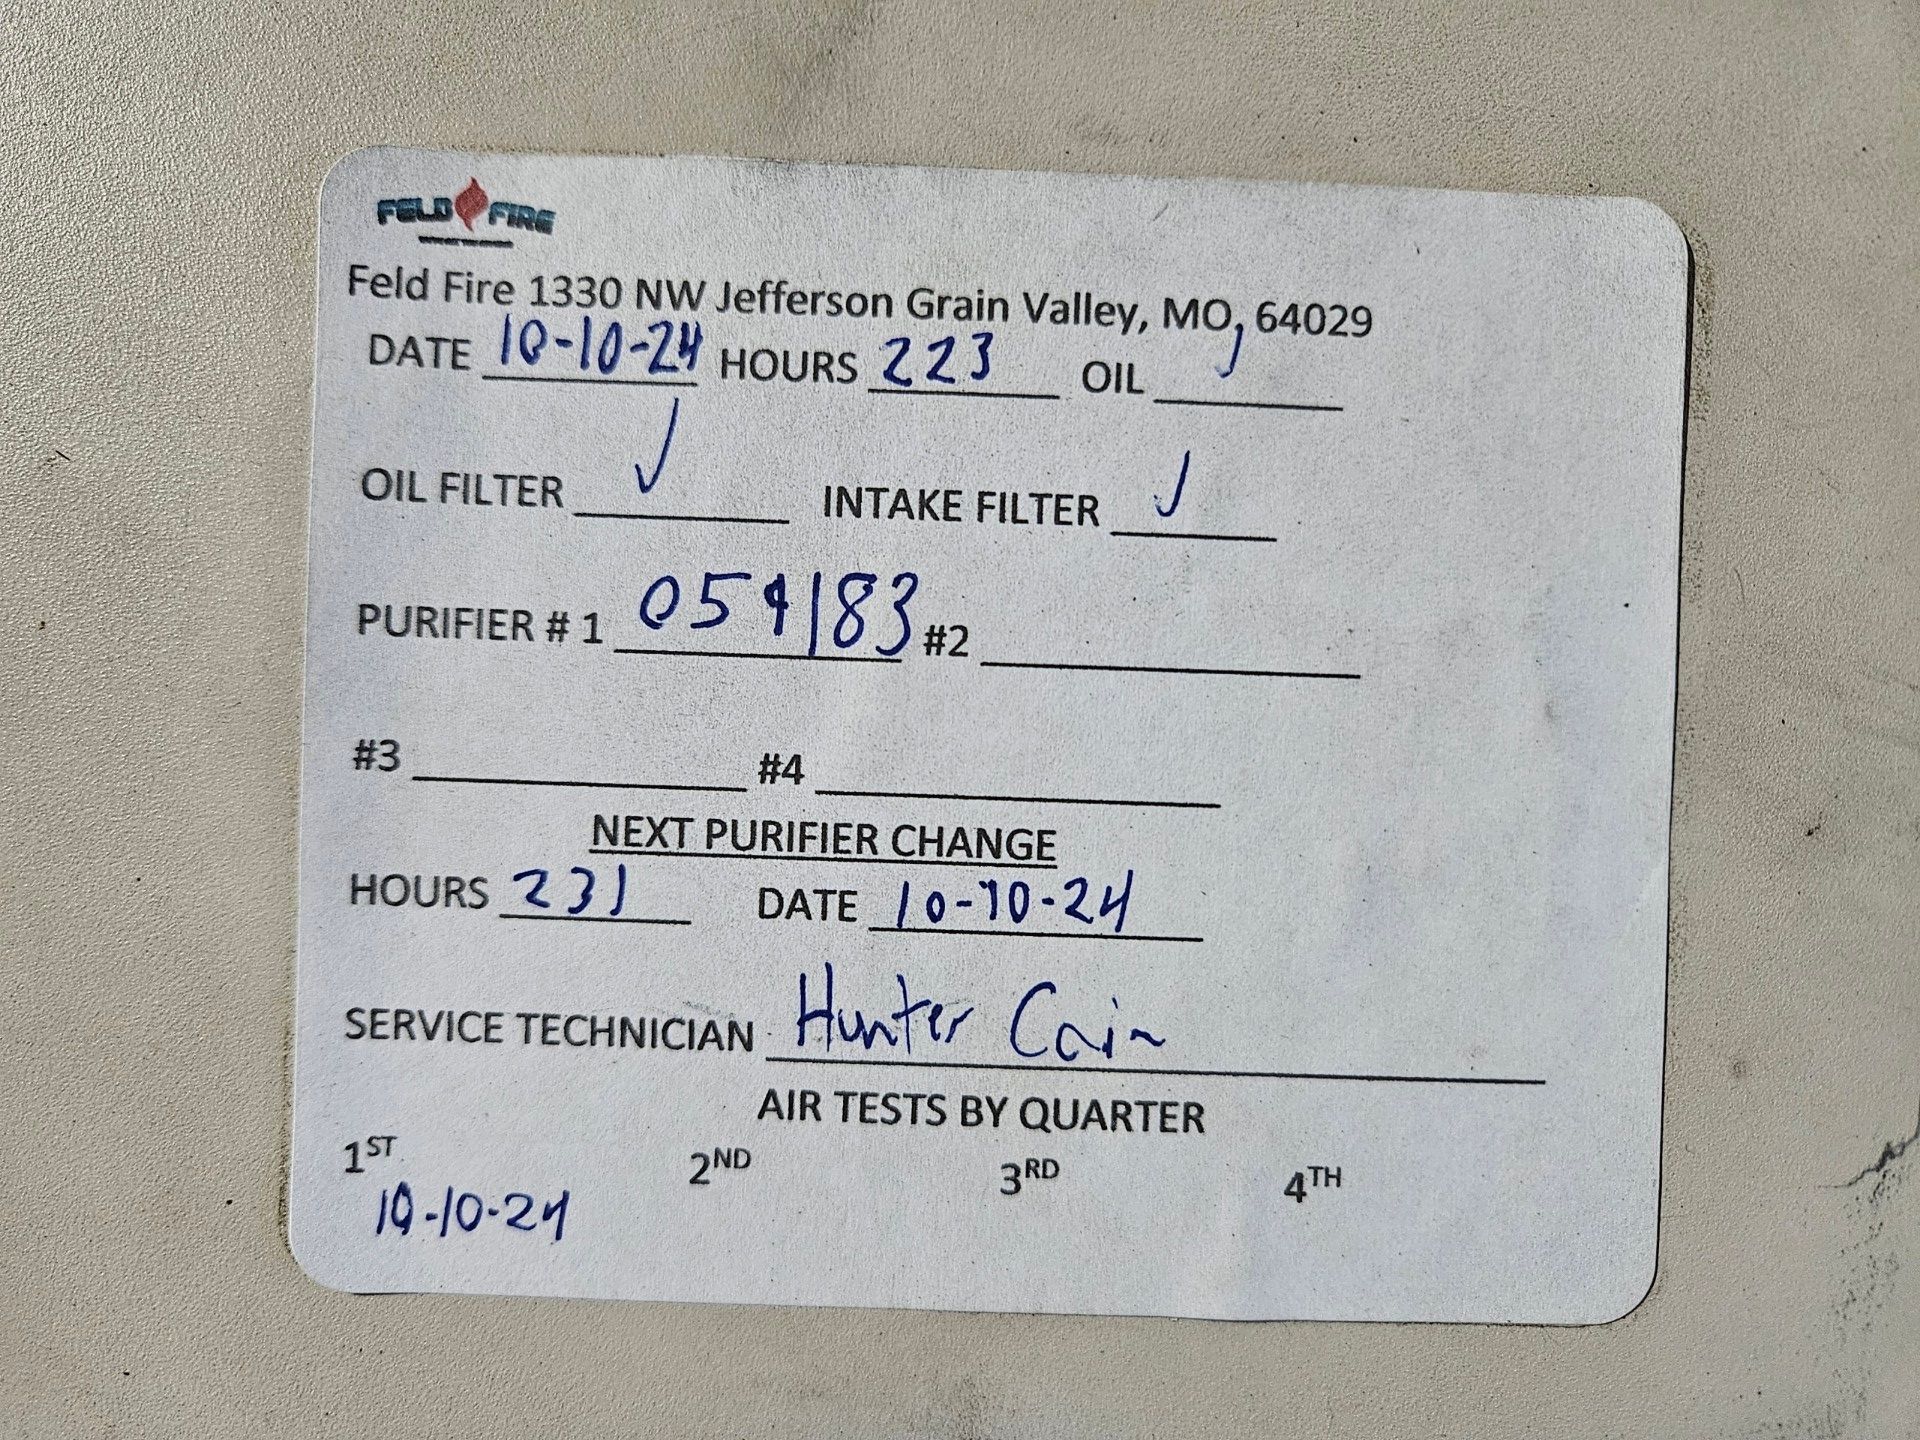 FELD FIRE
Feld Fire 1330 NW Jefferson Grain Valley, MO, 64029
DATE 10-10-24 HOURS 223 OIL ✓
OIL FILTER ✓ INTAKE FILTER ✓
PURIFIER # 1 059183 #2
#3 #4
NEXT PURIFIER CHANGE
HOURS 231 DATE 10-10-24
SERVICE TECHNICIAN Hunter Cain
AIR TESTS BY QUARTER
1ST 2ND 3RD 4TH
10-10-24